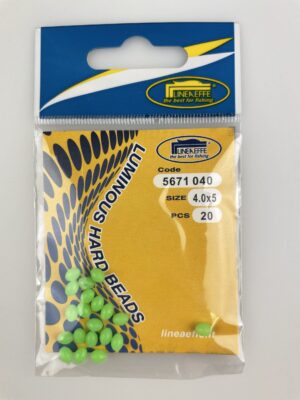 LINEAEFFE
the best for fishing
LINEAEFFE
the best for fishing
Code
5671 040
SIZE 4.0x5
PCS 20
LUMINOUS HARD BEADS